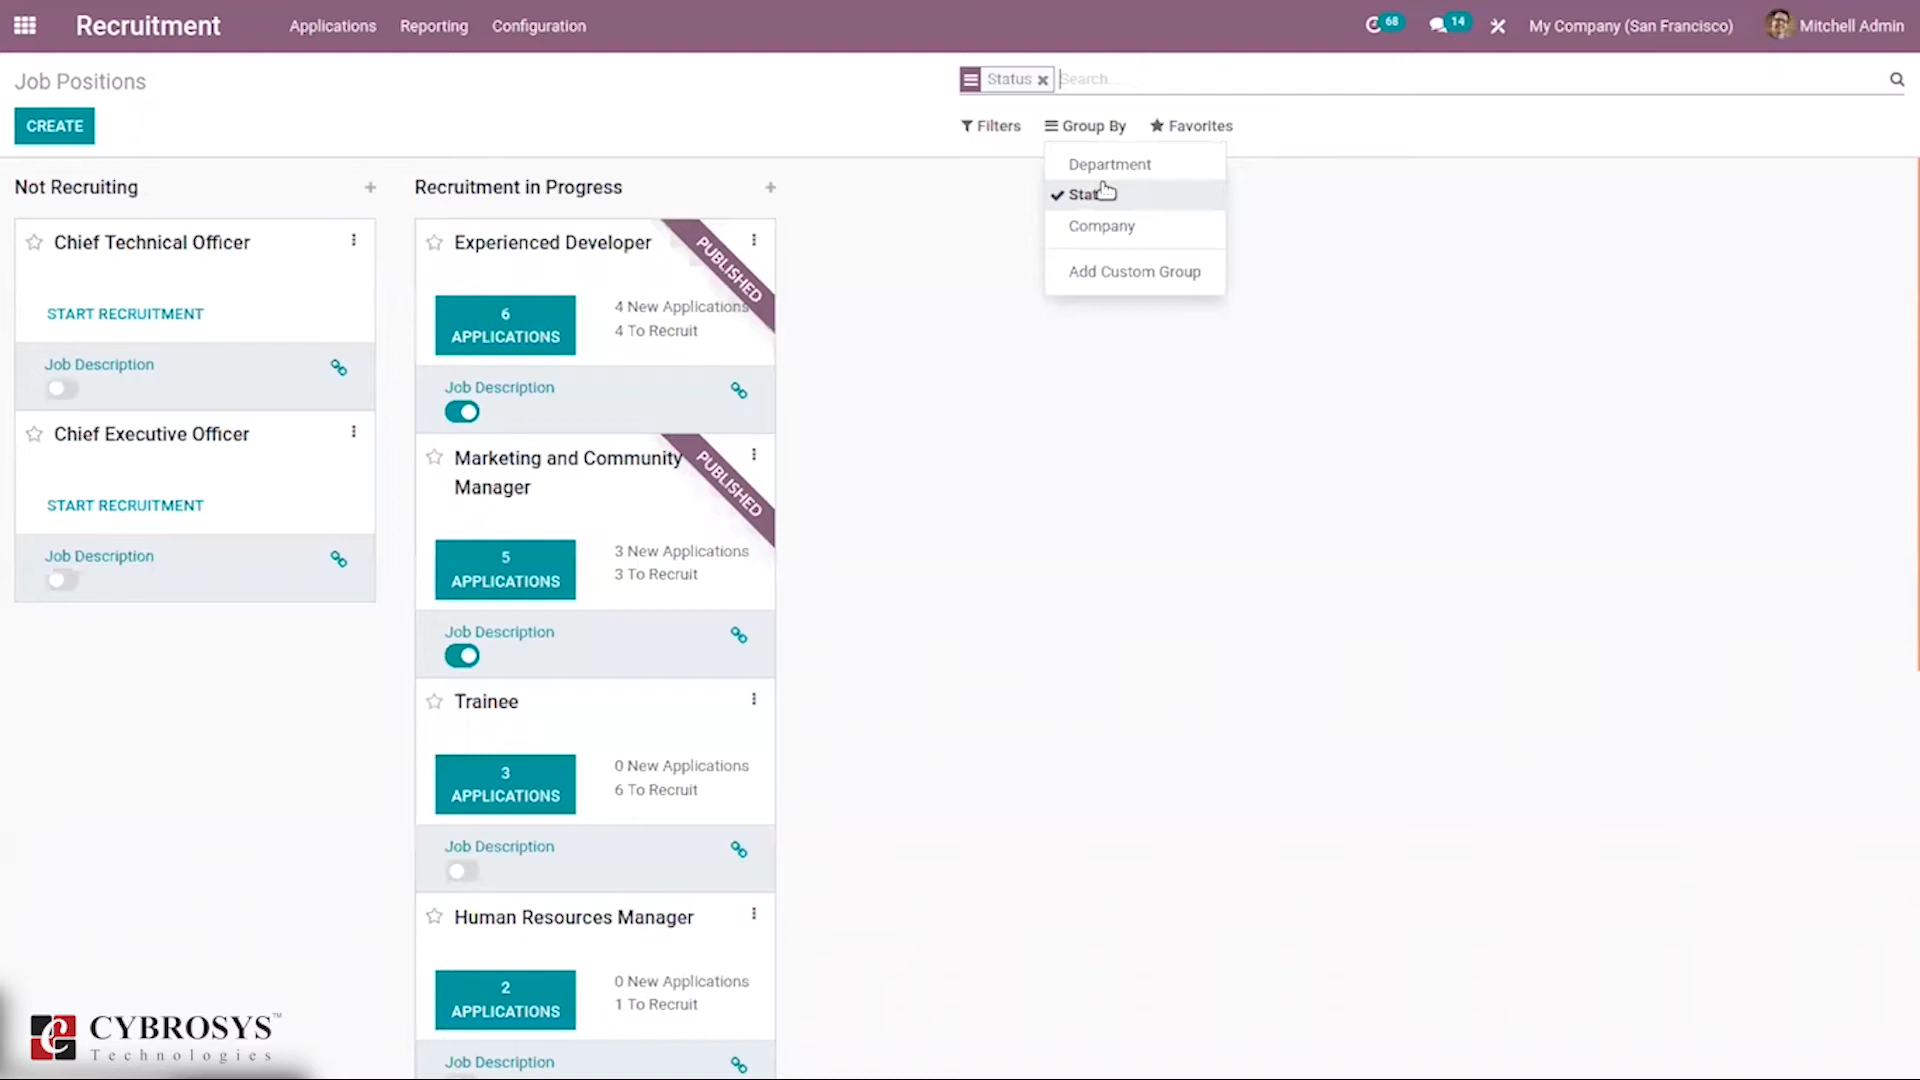 Recruitment
Applications
Reporting
Configuration
68
14
My Company (San Francisco)
Mitchell Admin
Job Positions
Status
Search...
CREATE
Filters
Group By
Favorites
Department
Company
Add Custom Group
Not Recruiting
Chief Technical Officer
START RECRUITMENT
Job Description
Chief Executive Officer
START RECRUITMENT
Job Description
Recruitment in Progress
Experienced Developer
PUBLISHED
6
APPLICATIONS
4 New Applications
4 To Recruit
Job Description
Marketing and Community
Manager
PUBLISHED
5
APPLICATIONS
3 New Applications
3 To Recruit
Job Description
Trainee
3
APPLICATIONS
0 New Applications
6 To Recruit
Job Description
Human Resources Manager
2
APPLICATIONS
0 New Applications
1 To Recruit
Job Description
CYBROSYS™
Technologies